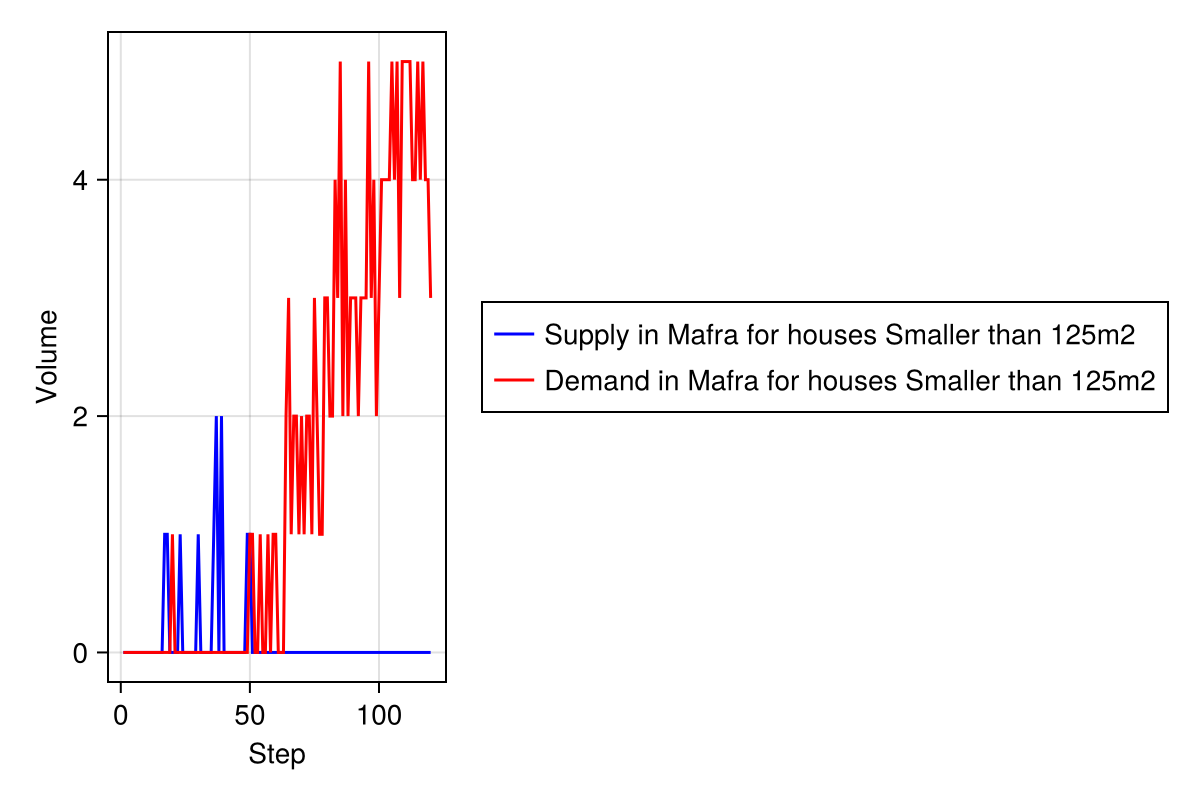 Volume
4
2
0
0 50 100
Step
Supply in Mafra for houses Smaller than 125m2
Demand in Mafra for houses Smaller than 125m2